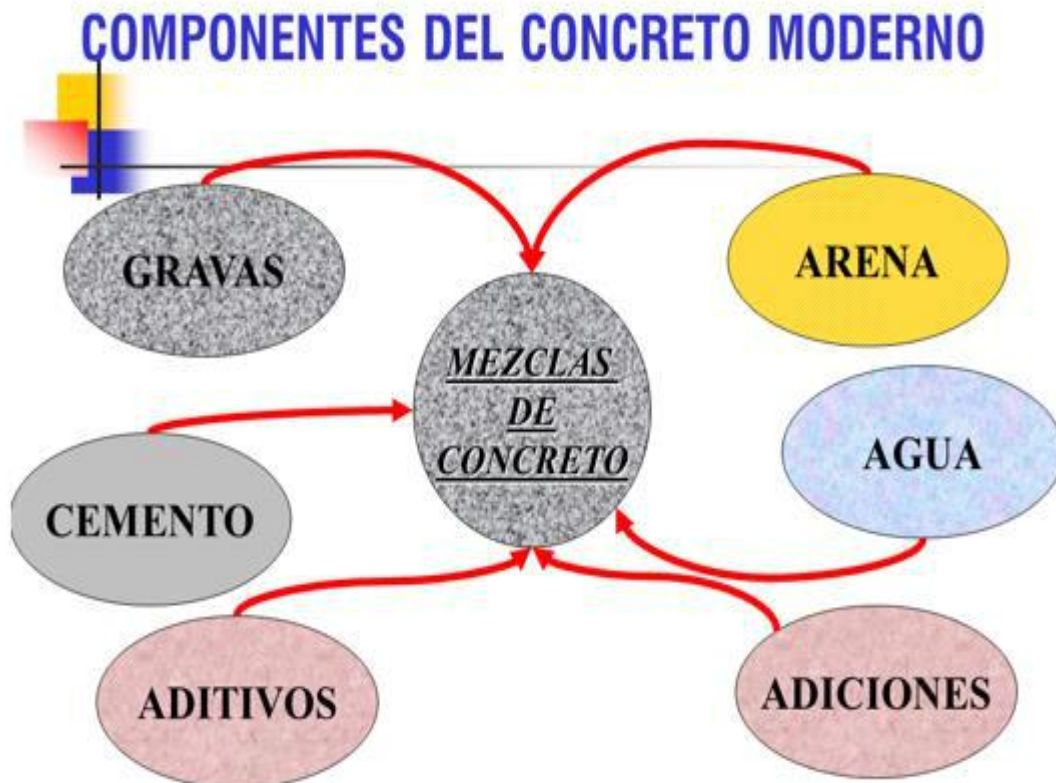 COMPONENTES DEL CONCRETO MODERNO
GRAVAS
ARENA
MEZCLAS
DE
CONCRETO
AGUA
CEMENTO
ADITIVOS
ADICIONES